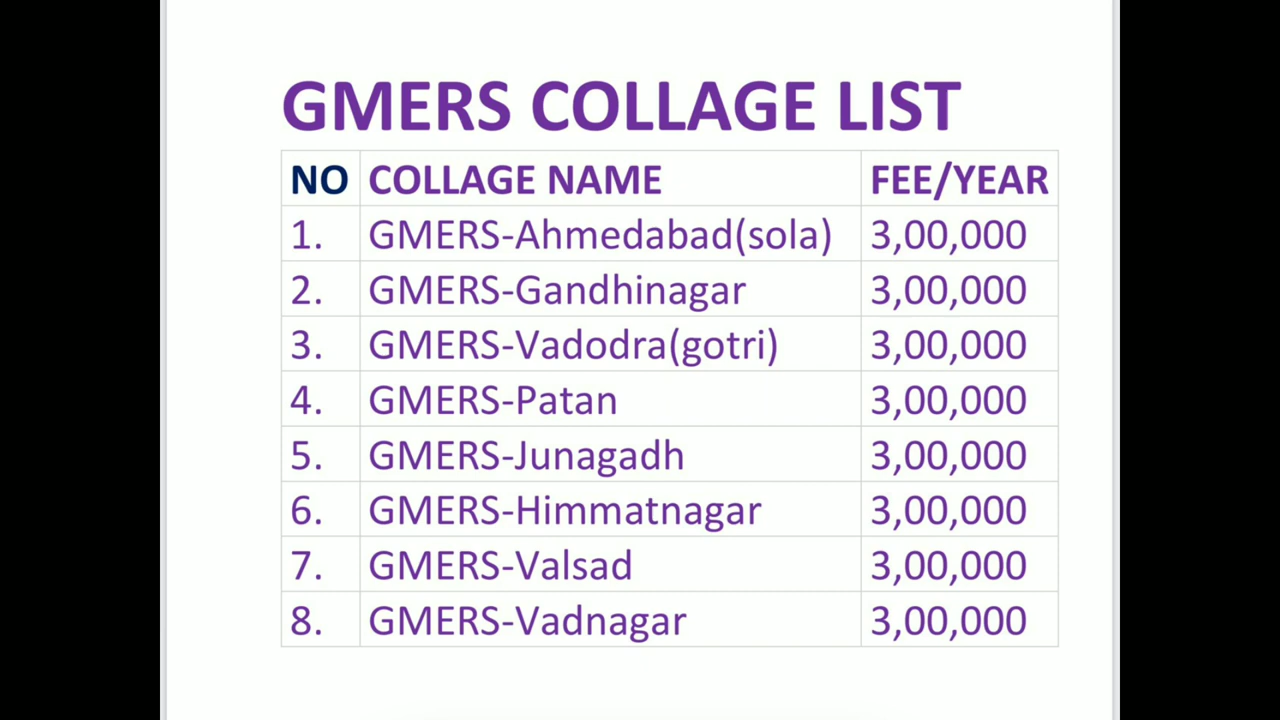 GMERS COLLAGE LIST
NO COLLAGE NAME FEE/YEAR
1. GMERS-Ahmedabad(sola) 3,00,000
2. GMERS-Gandhinagar 3,00,000
3. GMERS-Vadodra(gotri) 3,00,000
4. GMERS-Patan 3,00,000
5. GMERS-Junagadh 3,00,000
6. GMERS-Himmatnagar 3,00,000
7. GMERS-Valsad 3,00,000
8. GMERS-Vadnagar 3,00,000